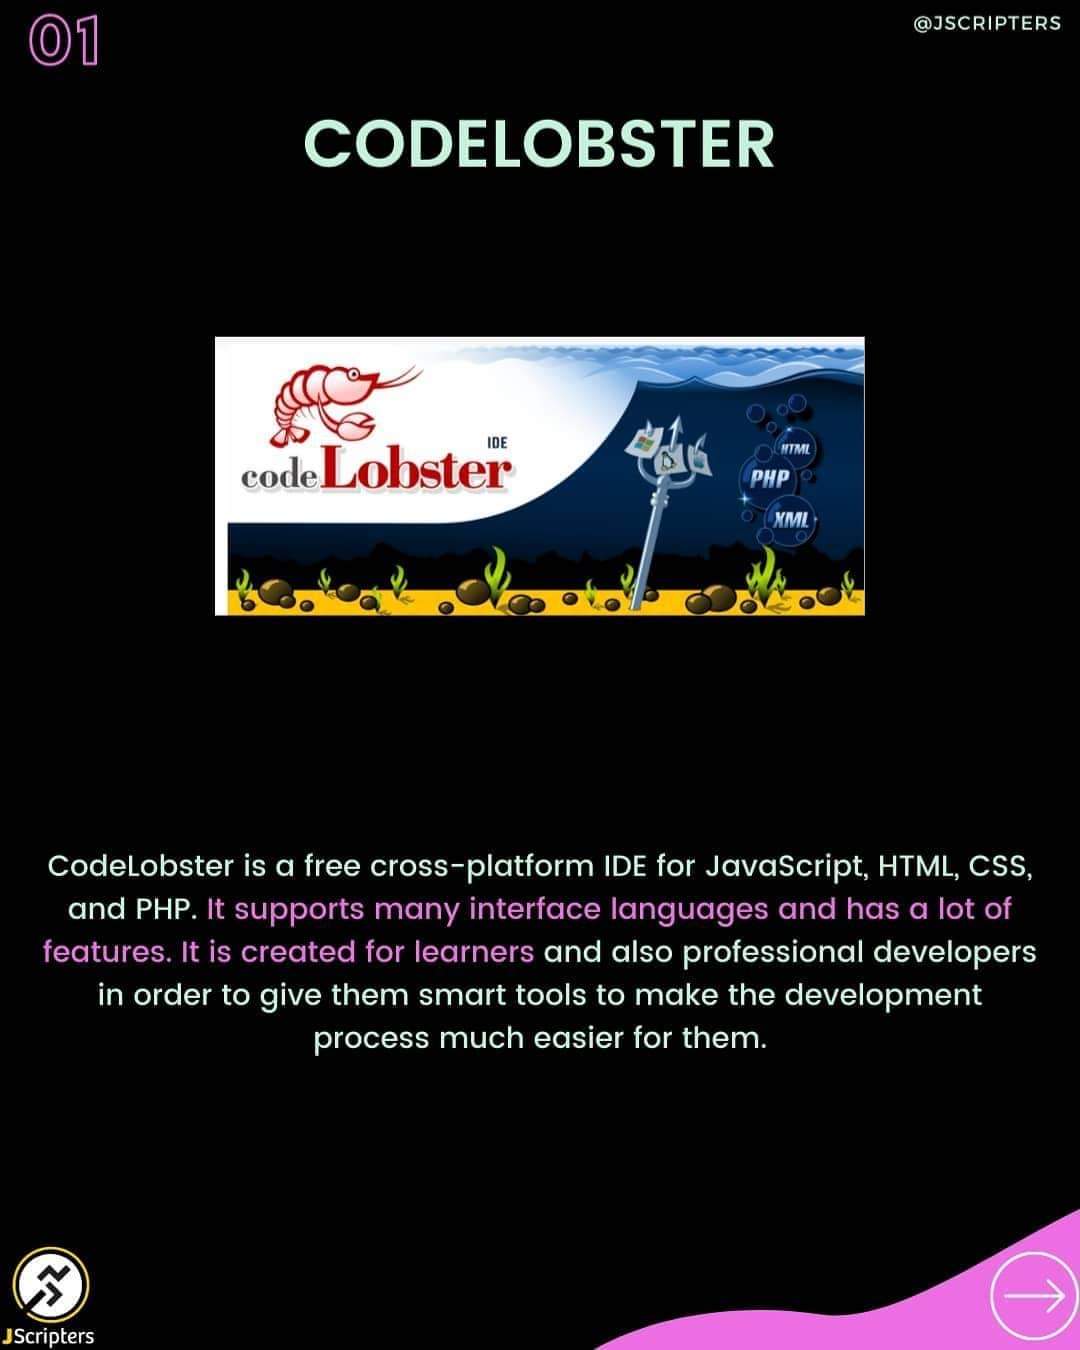 01
@JSCRIPTERS
CODELOBSTER
IDE
codeLobster
HTML
PHP
XML
CodeLobster is a free cross-platform IDE for JavaScript, HTML, CSS,
and PHP. It supports many interface languages and has a lot of
features. It is created for learners and also professional developers
in order to give them smart tools to make the development
process much easier for them.
JScripters